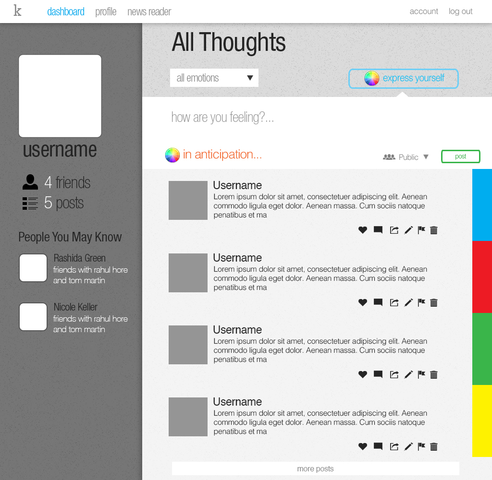 k dashboard profile news reader account log out
All Thoughts
all emotions
express yourself
how are you feeling?...
in anticipation...
Public
post
username
4 friends
5 posts
People You May Know
Rashida Green
friends with rahul hore
and tom martin
Nicole Keller
friends with rahul hore
and tom martin
Username
Lorem ipsum dolor sit amet, consectetuer adipiscing elit. Aenean
commodo ligula eget dolor. Aenean massa. Cum sociis natoque
penatibus et ma
Username
Lorem ipsum dolor sit amet, consectetuer adipiscing elit. Aenean
commodo ligula eget dolor. Aenean massa. Cum sociis natoque
penatibus et ma
Username
Lorem ipsum dolor sit amet, consectetuer adipiscing elit. Aenean
commodo ligula eget dolor. Aenean massa. Cum sociis natoque
penatibus et ma
Username
Lorem ipsum dolor sit amet, consectetuer adipiscing elit. Aenean
commodo ligula eget dolor. Aenean massa. Cum sociis natoque
penatibus et ma
more posts